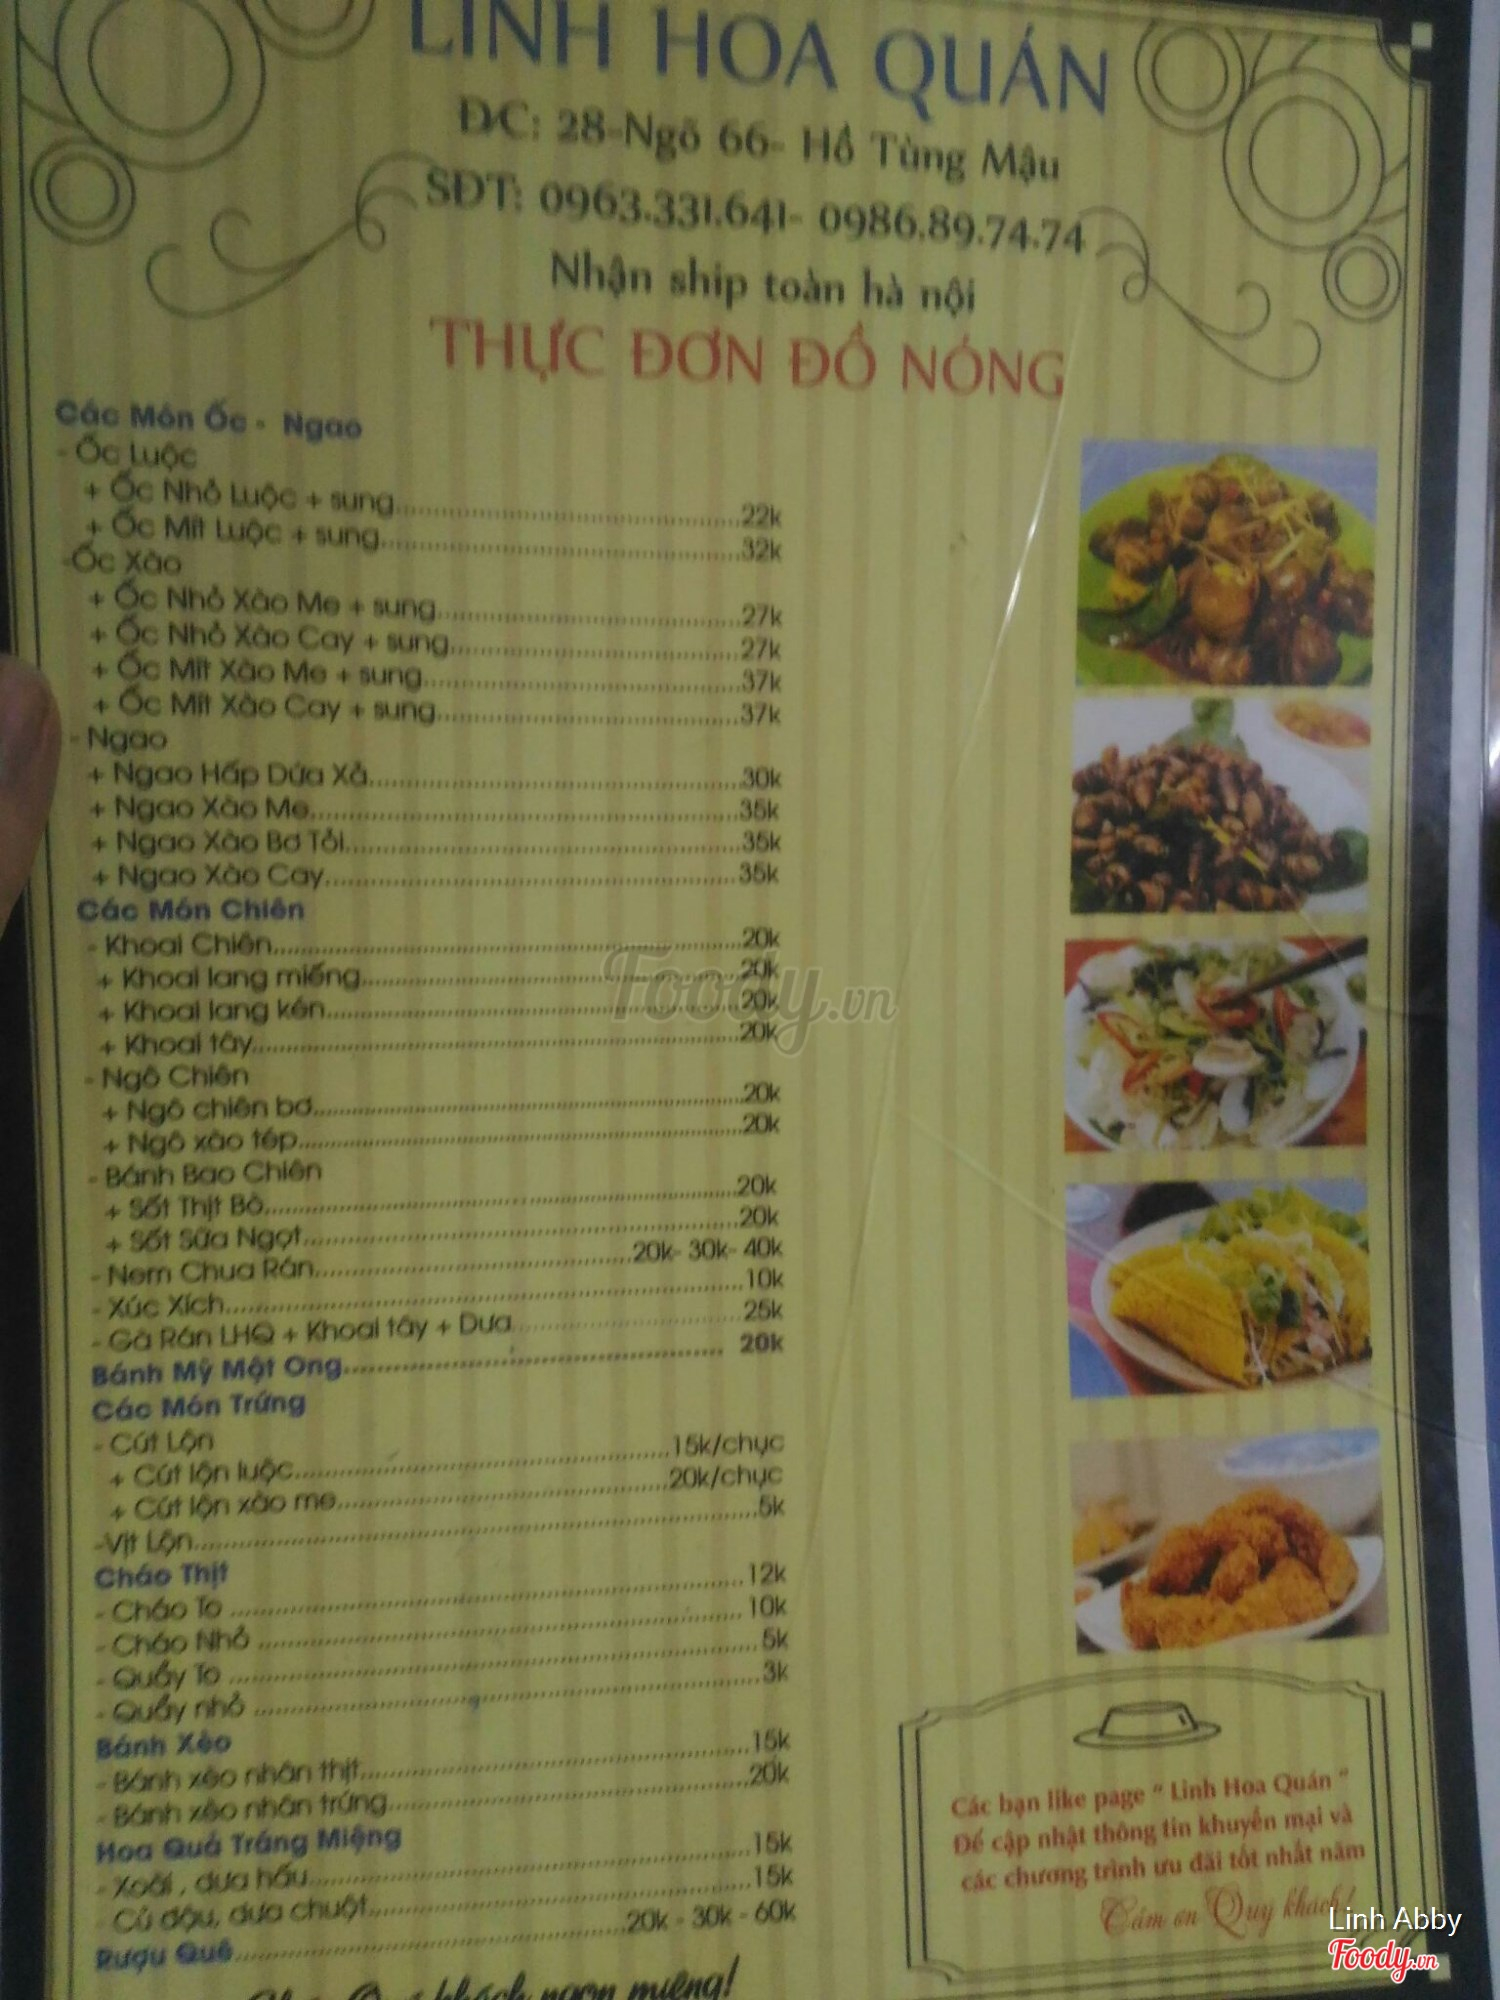 LINH HOA QUÁN
ĐC: 28-Ngõ 66- Hồ Tùng Mậu
SĐT: 0963.331.641- 0986.89.74.74
Nhận ship toàn hà nội
THỰC ĐƠN ĐỒ NÓNG
Các Món Ốc - Ngao
- Ốc Luộc
+ Ốc Nhỏ Luộc + sung 22k
+ Ốc Mít Luộc + sung 32k
-Ốc Xào
+ Ốc Nhỏ Xào Me + sung 27k
+ Ốc Nhỏ Xào Cay + sung 27k
+ Ốc Mít Xào Me + sung 37k
+ Ốc Mít Xào Cay + sung 37k
- Ngao
+ Ngao Hấp Dứa Xả 30k
+ Ngao Xào Me 35k
+ Ngao Xào Bơ Tỏi 35k
+ Ngao Xào Cay 35k
Các Món Chiên
- Khoai Chiên 20k
+ Khoai lang miếng 20k
+ Khoai lang kén 20k
+ Khoai tây 20k
- Ngô Chiên
+ Ngô chiên bơ 20k
+ Ngô xào tép 20k
- Bánh Bao Chiên
+ Sốt Thịt Bò 20k
+ Sốt Sữa Ngọt 20k
- Nem Chua Rán 20k- 30k- 40k
- Xúc Xích 10k
- Gà Rán LHQ + Khoai tây + Dưa 25k
Bánh Mỳ Mật Ong 20k
Các Món Trứng
- Cút Lộn
+ Cút lộn luộc 15k/chục
+ Cút lộn xào me 20k/chục
-Vịt Lộn 5k
Cháo Thịt
- Cháo To 12k
- Cháo Nhỏ 10k
- Quẩy To 5k
- Quẩy nhỏ 3k
Bánh Xèo
- Bánh xèo nhân thịt 15k
- Bánh xèo nhân trứng 20k
Hoa Quả Tráng Miệng
- Xoài , dưa hấu 15k
- Củ đậu, dưa chuột 15k
Rượu Quê 20k - 30k - 60k
Quý khách ngon miệng!
Các bạn like page " Linh Hoa Quán "
Để cập nhật thông tin khuyến mại và
các chương trình ưu đãi tốt nhất năm
Cảm ơn Quý khách!
Foody.vn
Linh Abby
Foody.vn